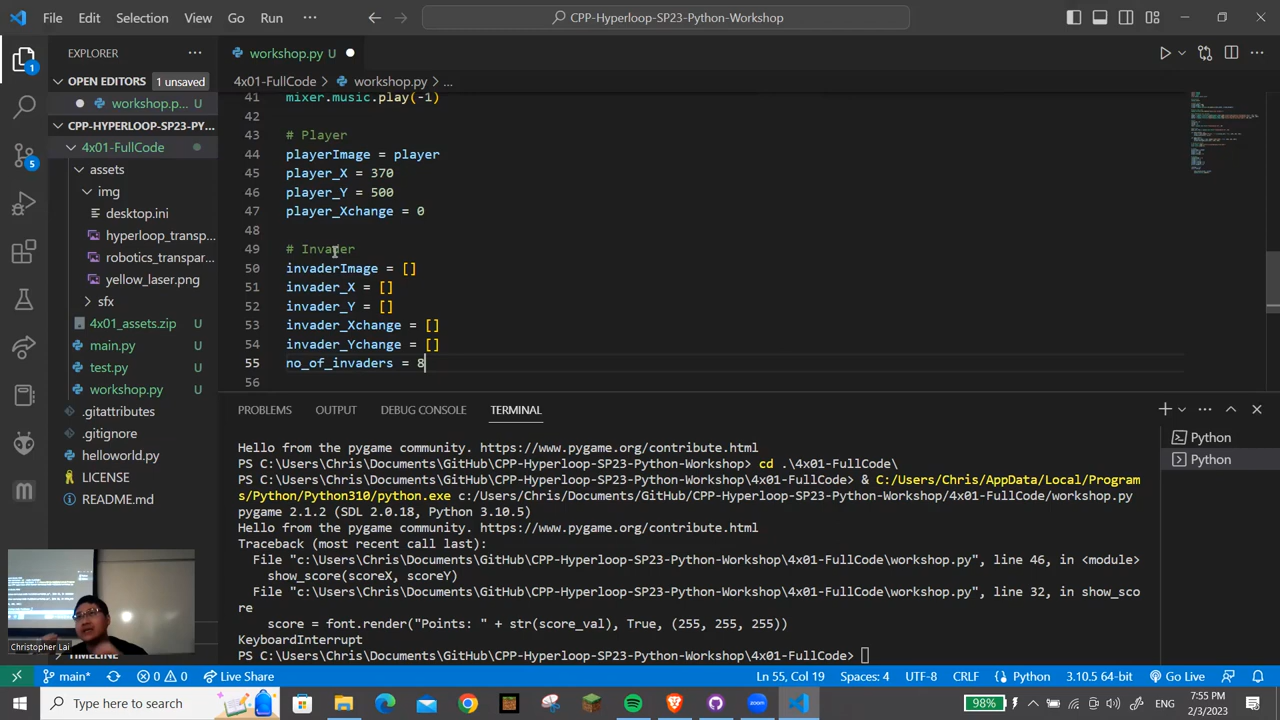 File Edit Selection View Go Run ··· CPP-Hyperloop-SP23-Python-Workshop
EXPLORER ···
OPEN EDITORS 1 unsaved
workshop.p... U
CPP-HYPERLOOP-SP23-PY...
4x01-FullCode
assets
img
desktop.ini
hyperloop_transp...
robotics_transpar...
yellow_laser.png
sfx
4x01_assets.zip U
main.py U
test.py U
workshop.py U
.gitattributes
.gitignore
helloworld.py
LICENSE
README.md
TIMELINE
1
5
workshop.py U
4x01-FullCode > workshop.py > ...
41 mixer.music.play(-1)
42
43 # Player
44 playerImage = player
45 player_X = 370
46 player_Y = 500
47 player_Xchange = 0
48
49 # Invader
50 invaderImage = []
51 invader_X = []
52 invader_Y = []
53 invader_Xchange = []
54 invader_Ychange = []
55 no_of_invaders = 8
56
PROBLEMS OUTPUT DEBUG CONSOLE TERMINAL
Hello from the pygame community. https://www.pygame.org/contribute.html
PS C:\Users\Chris\Documents\GitHub\CPP-Hyperloop-SP23-Python-Workshop> cd .\4x01-FullCode\
PS C:\Users\Chris\Documents\GitHub\CPP-Hyperloop-SP23-Python-Workshop\4x01-FullCode> & C:/Users/Chris/AppData/Local/Program
s/Python/Python310/python.exe c:/Users/Chris/Documents/GitHub/CPP-Hyperloop-SP23-Python-Workshop/4x01-FullCode/workshop.py
pygame 2.1.2 (SDL 2.0.18, Python 3.10.5)
Hello from the pygame community. https://www.pygame.org/contribute.html
Traceback (most recent call last):
File "c:\Users\Chris\Documents\GitHub\CPP-Hyperloop-SP23-Python-Workshop\4x01-FullCode\workshop.py", line 46, in <module>
show_score(scoreX, scoreY)
File "c:\Users\Chris\Documents\GitHub\CPP-Hyperloop-SP23-Python-Workshop\4x01-FullCode\workshop.py", line 32, in show_sco
re
score = font.render("Points: " + str(score_val), True, (255, 255, 255))
KeyboardInterrupt
PS C:\Users\Chris\Documents\GitHub\CPP-Hyperloop-SP23-Python-Workshop\4x01-FullCode>
Python
Python
Christopher Lai
main* 0 0 Live Share Ln 55, Col 19 Spaces: 4 UTF-8 CRLF Python 3.10.5 64-bit Go Live
Type here to search 98% ENG 7:55 PM
2/3/2023